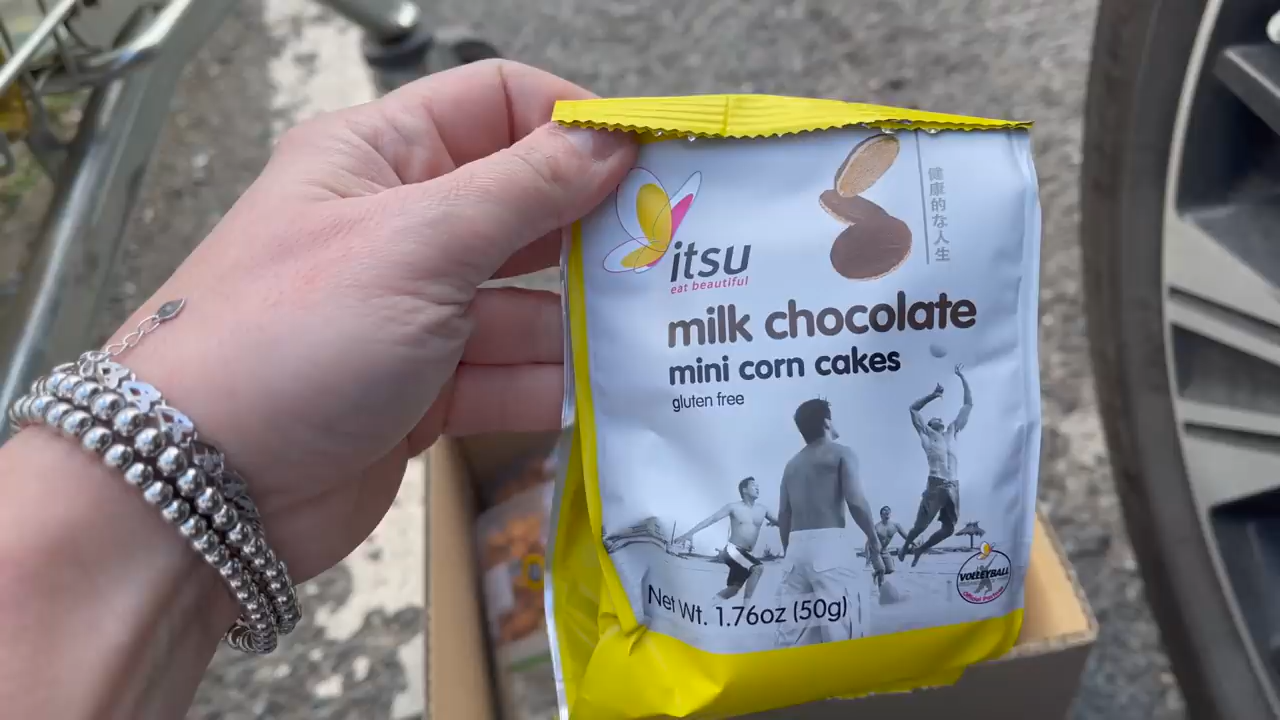 健康的な人生
itsu
eat beautiful
milk chocolate
mini corn cakes
gluten free
VOLLEYBALL
Net Wt. 1.76oz (50g)